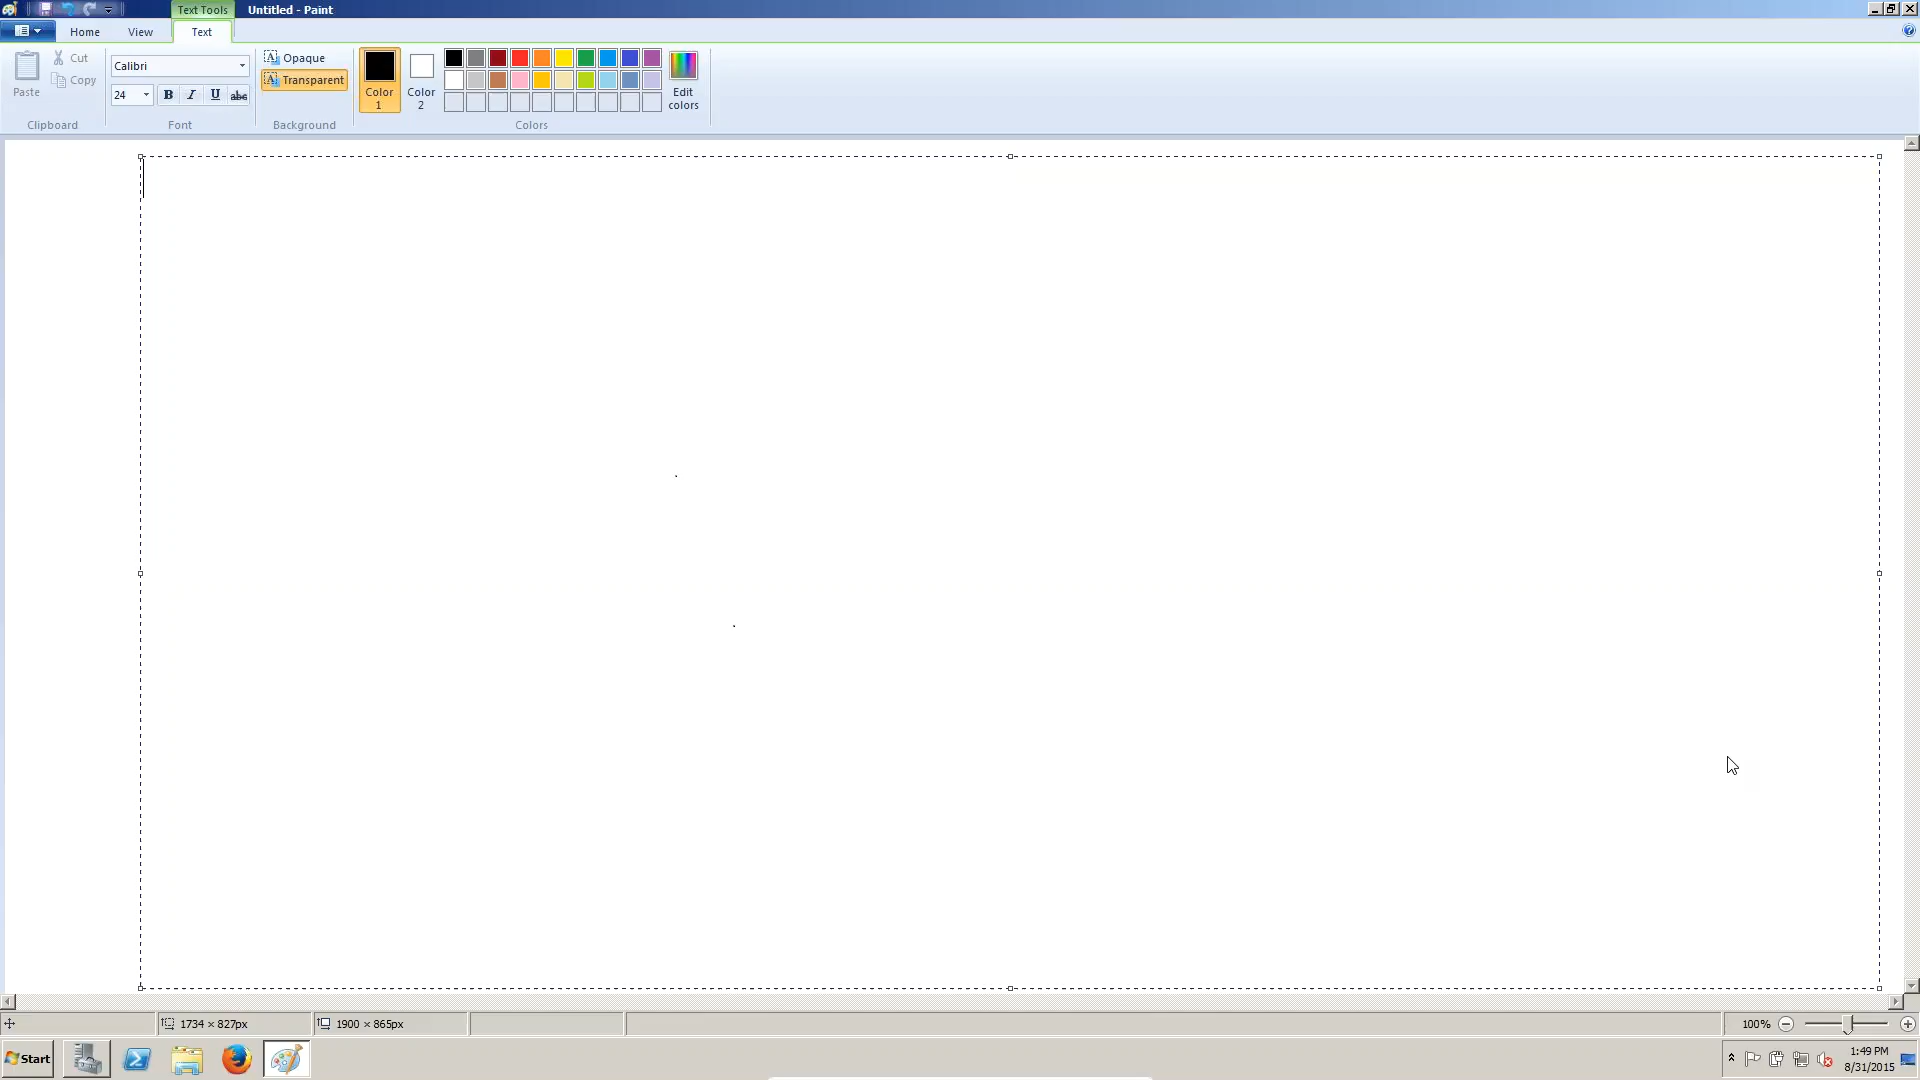 Text Tools Untitled - Paint
Home View Text
Paste
Cut
Copy
Clipboard
Calibri
24 B I U abc
Font
Opaque
Transparent
Background
Color 1
Color 2
Edit colors
Colors
1734 × 827px 1900 × 865px 100%
Start
1:49 PM
8/31/2015